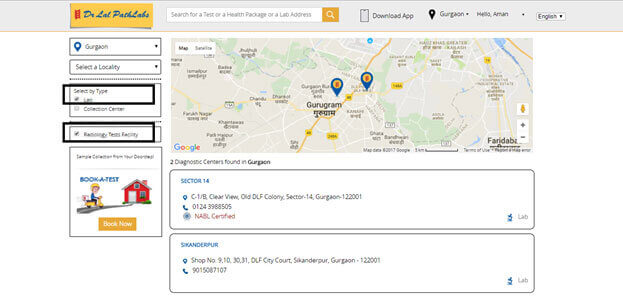 Dr Lal PathLabs
Search for a Test or a Health Package or a Lab Address
Download App
Gurgaon
Hello, Aman
English
Gurgaon
Select a Locality
Select by Type
Lab
Collection Center
Radiology Tests Facility
Sample Collection from Your Doorstep!
BOOK-A-TEST
Book Now
Map Satellite
Gurugram
गुरुग्राम
Faridabad
Google
Map data ©2017 Google 5 km Terms of Use Report a Map error
2 Diagnostic Centers found in Gurgaon
SECTOR 14
C-1/B, Clear View, Old DLF Colony, Sector-14, Gurgaon-122001
0124 3988505
NABL Certified
Lab
SIKANDERPUR
Shop No. 9,10, 30,31, DLF City Court, Sikanderpur, Gurgaon - 122001
9015087107
Lab